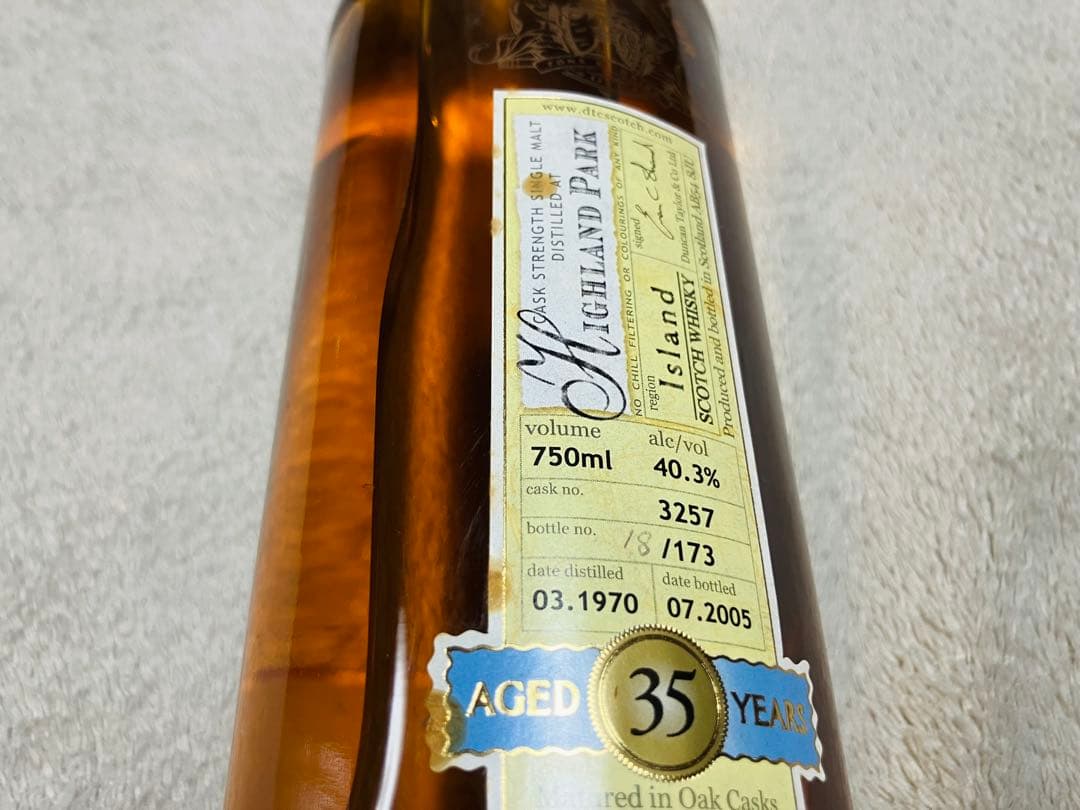 www.dtcscotch.com
CASK STRENGTH SINGLE MALT
DISTILLED AT
HIGHLAND PARK
NO CHILL FILTERING OR COLOURINGS OF ANY KIND
region
Island
signed
SCOTCH WHISKY
Duncan Taylor & Co Ltd
Produced and bottled in Scotland AB54
volume
750ml
alc/vol
40.3%
cask no.
3257
bottle no.
18 /173
date distilled
03.1970
date bottled
07.2005
AGED 35 YEARS
Matured in Oak Casks